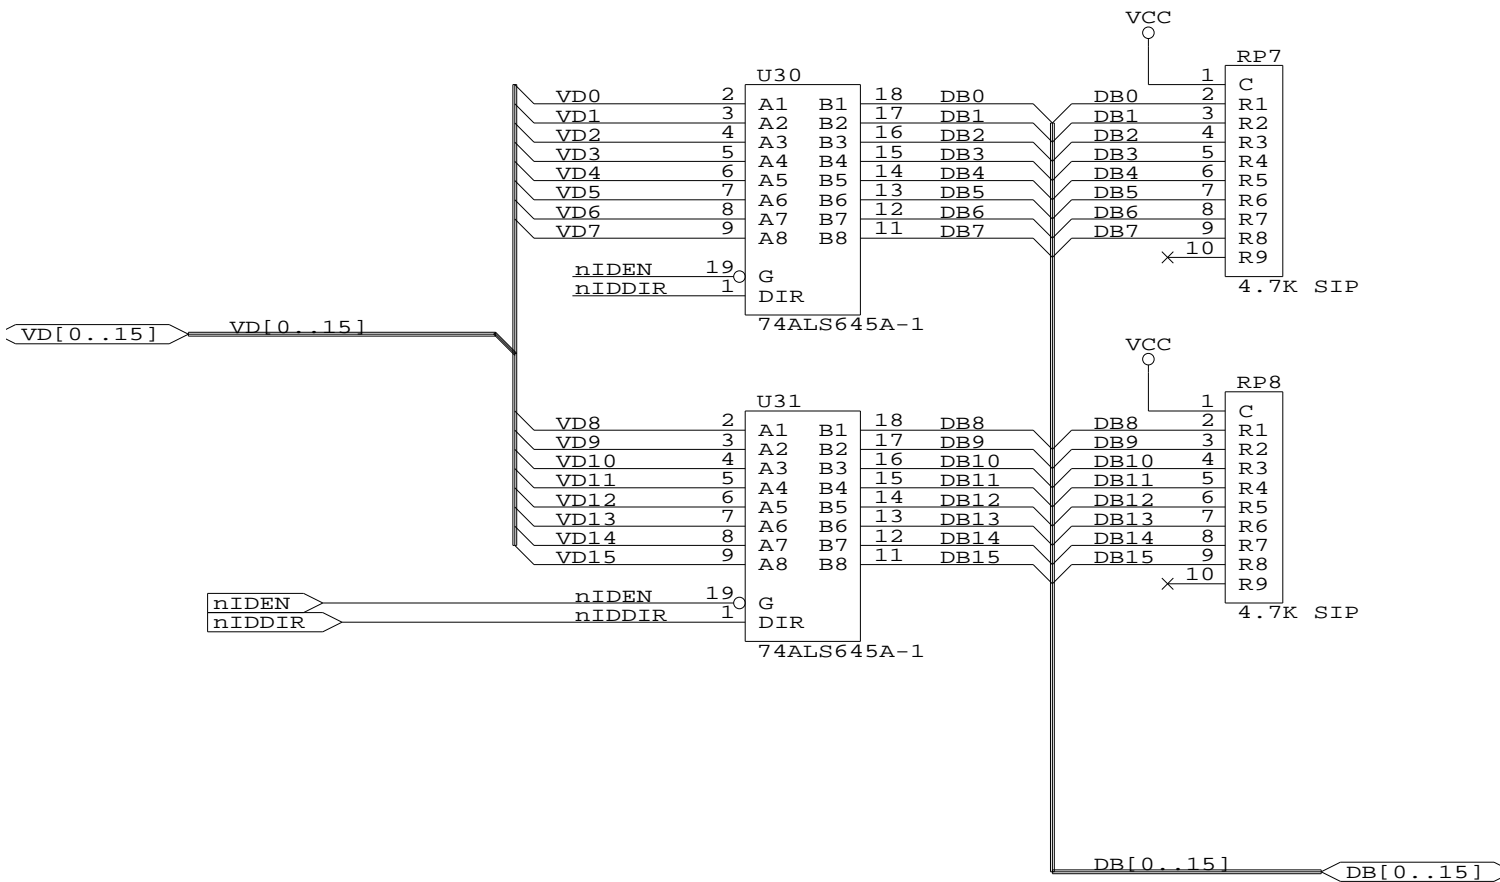 VCC
RP7
1 C
U30
VD0 2 A1 B1 18 DB0 DB0 2 R1
VD1 3 A2 B2 17 DB1 DB1 3 R2
VD2 4 A3 B3 16 DB2 DB2 4 R3
VD3 5 A4 B4 15 DB3 DB3 5 R4
VD4 6 A5 B5 14 DB4 DB4 6 R5
VD5 7 A6 B6 13 DB5 DB5 7 R6
VD6 8 A7 B7 12 DB6 DB6 8 R7
VD7 9 A8 B8 11 DB7 DB7 9 R8
10 R9
nIDEN 19 G
nIDDIR 1 DIR
4.7K SIP
74ALS645A-1
VD[0..15] VD[0..15]
VCC
RP8
1 C
U31
VD8 2 A1 B1 18 DB8 DB8 2 R1
VD9 3 A2 B2 17 DB9 DB9 3 R2
VD10 4 A3 B3 16 DB10 DB10 4 R3
VD11 5 A4 B4 15 DB11 DB11 5 R4
VD12 6 A5 B5 14 DB12 DB12 6 R5
VD13 7 A6 B6 13 DB13 DB13 7 R6
VD14 8 A7 B7 12 DB14 DB14 8 R7
VD15 9 A8 B8 11 DB15 DB15 9 R8
10 R9
nIDEN nIDEN 19 G
nIDDIR nIDDIR 1 DIR
4.7K SIP
74ALS645A-1
DB[0..15] DB[0..15]